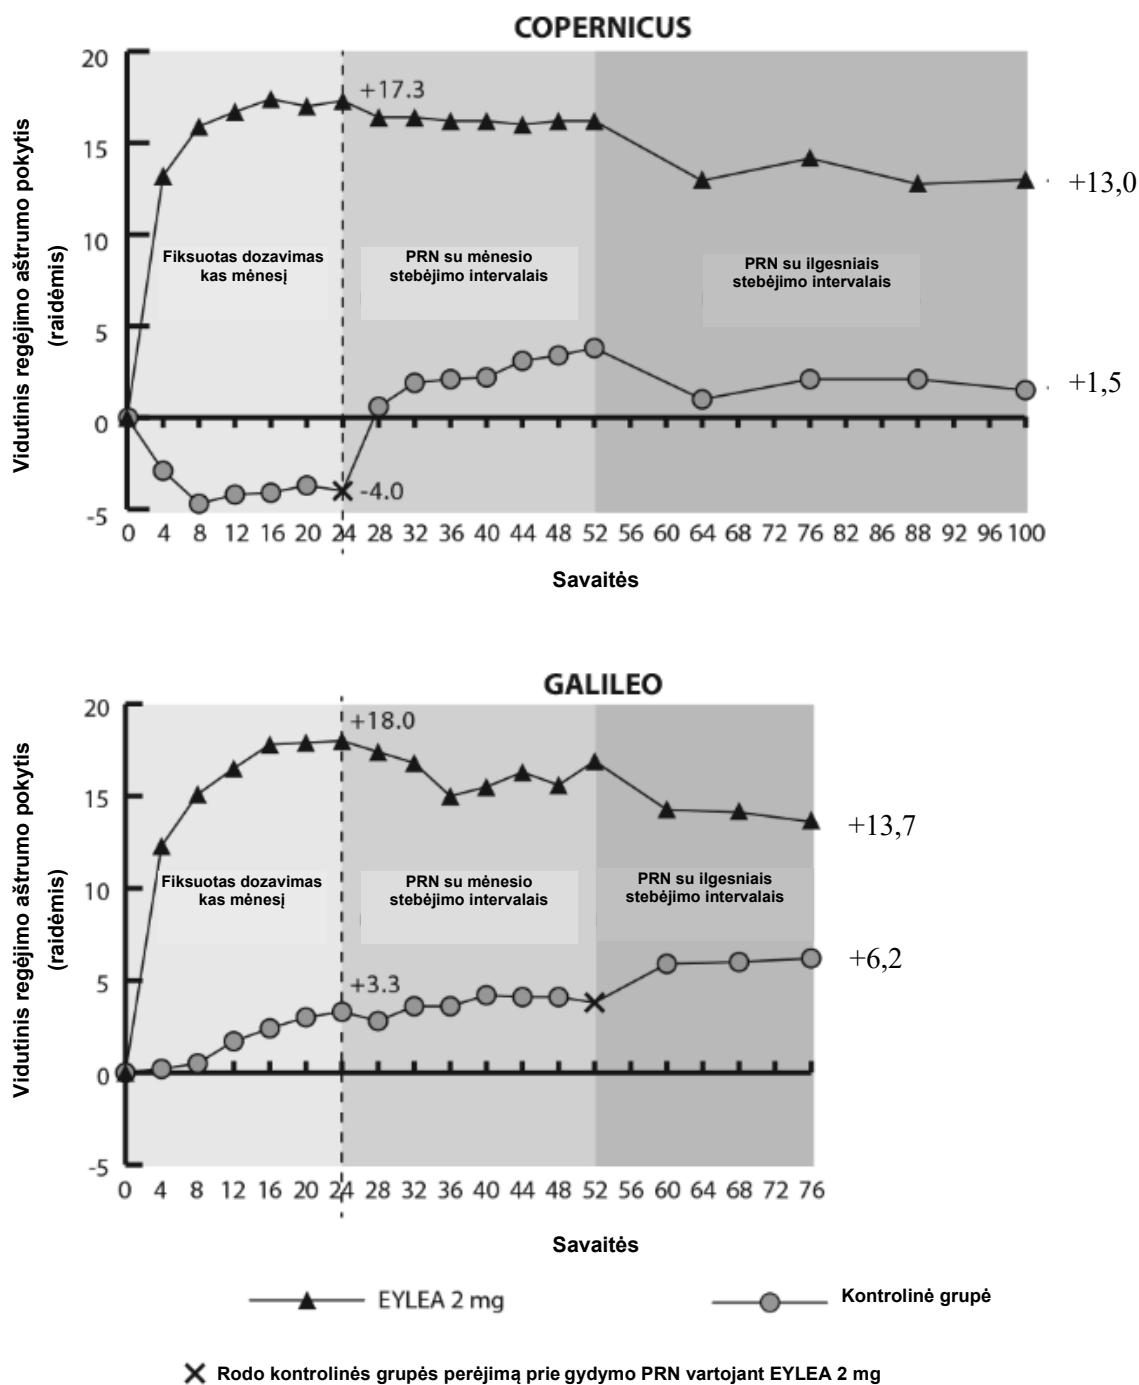 COPERNICUS
Vidutinis regėjimo aštrumo pokytis
(raidėmis)
20
15
10
5
0
-5
+17.3
-4.0
Fiksuotas dozavimas
kas mėnesį
PRN su mėnesio
stebėjimo intervalais
PRN su ilgesniais
stebėjimo intervalais
+13,0
+1,5
0 4 8 12 16 20 24 28 32 36 40 44 48 52 56 60 64 68 72 76 82 86 88 92 96 100
Savaitės
GALILEO
Vidutinis regėjimo aštrumo pokytis
(raidėmis)
20
15
10
5
0
-5
+18.0
+3.3
Fiksuotas dozavimas
kas mėnesį
PRN su mėnesio
stebėjimo intervalais
PRN su ilgesniais
stebėjimo intervalais
+13,7
+6,2
0 4 8 12 16 20 24 28 32 36 40 44 48 52 56 60 64 68 72 76
Savaitės
EYLEA 2 mg
Kontrolinė grupė
Rodo kontrolinės grupės perėjimą prie gydymo PRN vartojant EYLEA 2 mg